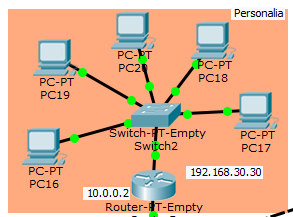 Personalia
PC-PT
PC20
PC-PT
PC18
PC-PT
PC19
Switch-PT-Empty
Switch2
PC-PT
PC17
PC-PT
PC16
192.168.30.30
10.0.0.2
Router-PT-Empty